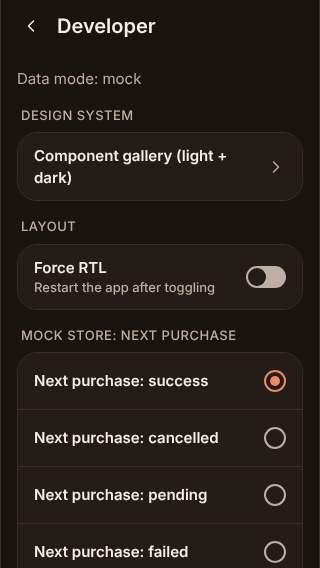 Developer
Data mode: mock
DESIGN SYSTEM
Component gallery (light +
dark)
LAYOUT
Force RTL
Restart the app after toggling
MOCK STORE: NEXT PURCHASE
Next purchase: success
Next purchase: cancelled
Next purchase: pending
Next purchase: failed